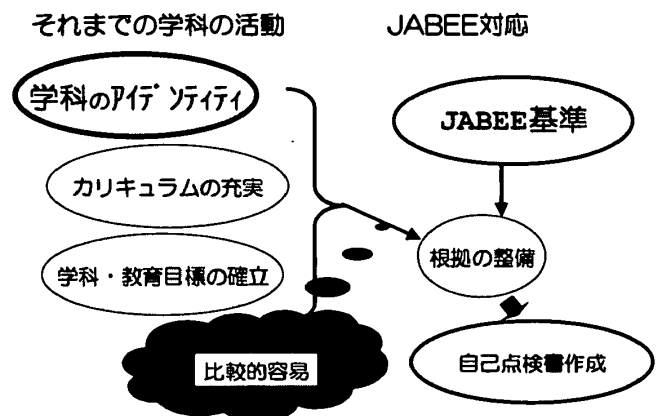 それまでの学科の活動
JABEE対応
学科のｱｲﾃﾞﾝﾃｨﾃｨ
JABEE基準
カリキュラムの充実
根拠の整備
学科・教育目標の確立
比較的容易
自己点検書作成